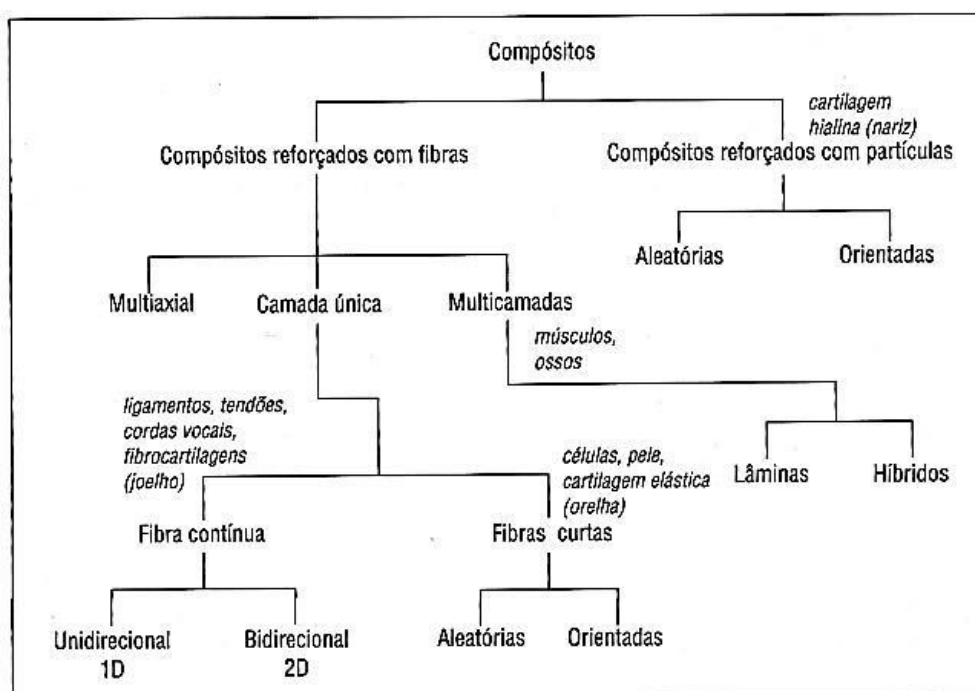 Compósitos
cartilagem
hialina (nariz)
Compósitos reforçados com fibras
Compósitos reforçados com partículas
Aleatórias
Orientadas
Multiaxial
Camada única
Multicamadas
músculos,
ossos
ligamentos, tendões,
cordas vocais,
fibrocartilagens
(joelho)
células, pele,
cartilagem elástica
(orelha)
Lâminas
Híbridos
Fibra contínua
Fibras curtas
Unidirecional
1D
Bidirecional
2D
Aleatórias
Orientadas